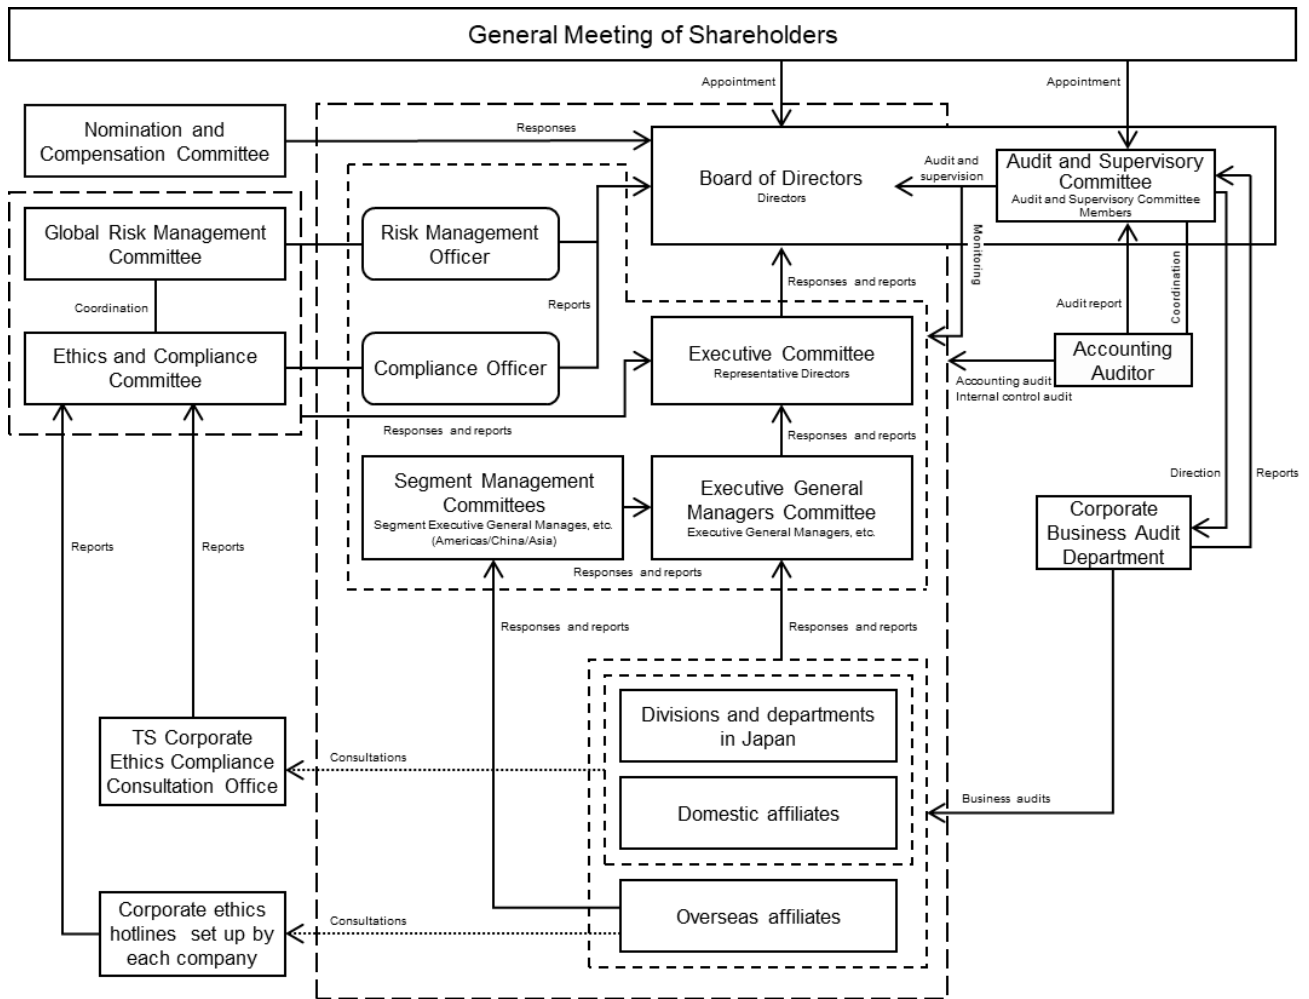 General Meeting of Shareholders
Appointment
Appointment
Nomination and
Compensation Committee
Responses
Board of Directors
Directors
Audit and
supervision
Audit and Supervisory
Committee
Audit and Supervisory Committee
Members
Global Risk Management
Committee
Risk Management
Officer
Monitoring
Coordination
Coordination
Reports
Responses and reports
Audit report
Ethics and Compliance
Committee
Compliance Officer
Executive Committee
Representative Directors
Accounting
Auditor
Accounting audit
Internal control audit
Responses and reports
Responses and reports
Segment Management
Committees
Segment Executive General Manages, etc.
(Americas/China/Asia)
Executive General
Managers Committee
Executive General Managers, etc.
Direction
Reports
Corporate
Business Audit
Department
Reports
Reports
Responses and reports
Responses and reports
Responses and reports
Divisions and departments
in Japan
TS Corporate
Ethics Compliance
Consultation Office
Consultations
Domestic affiliates
Business audits
Corporate ethics
hotlines set up by
each company
Consultations
Overseas affiliates